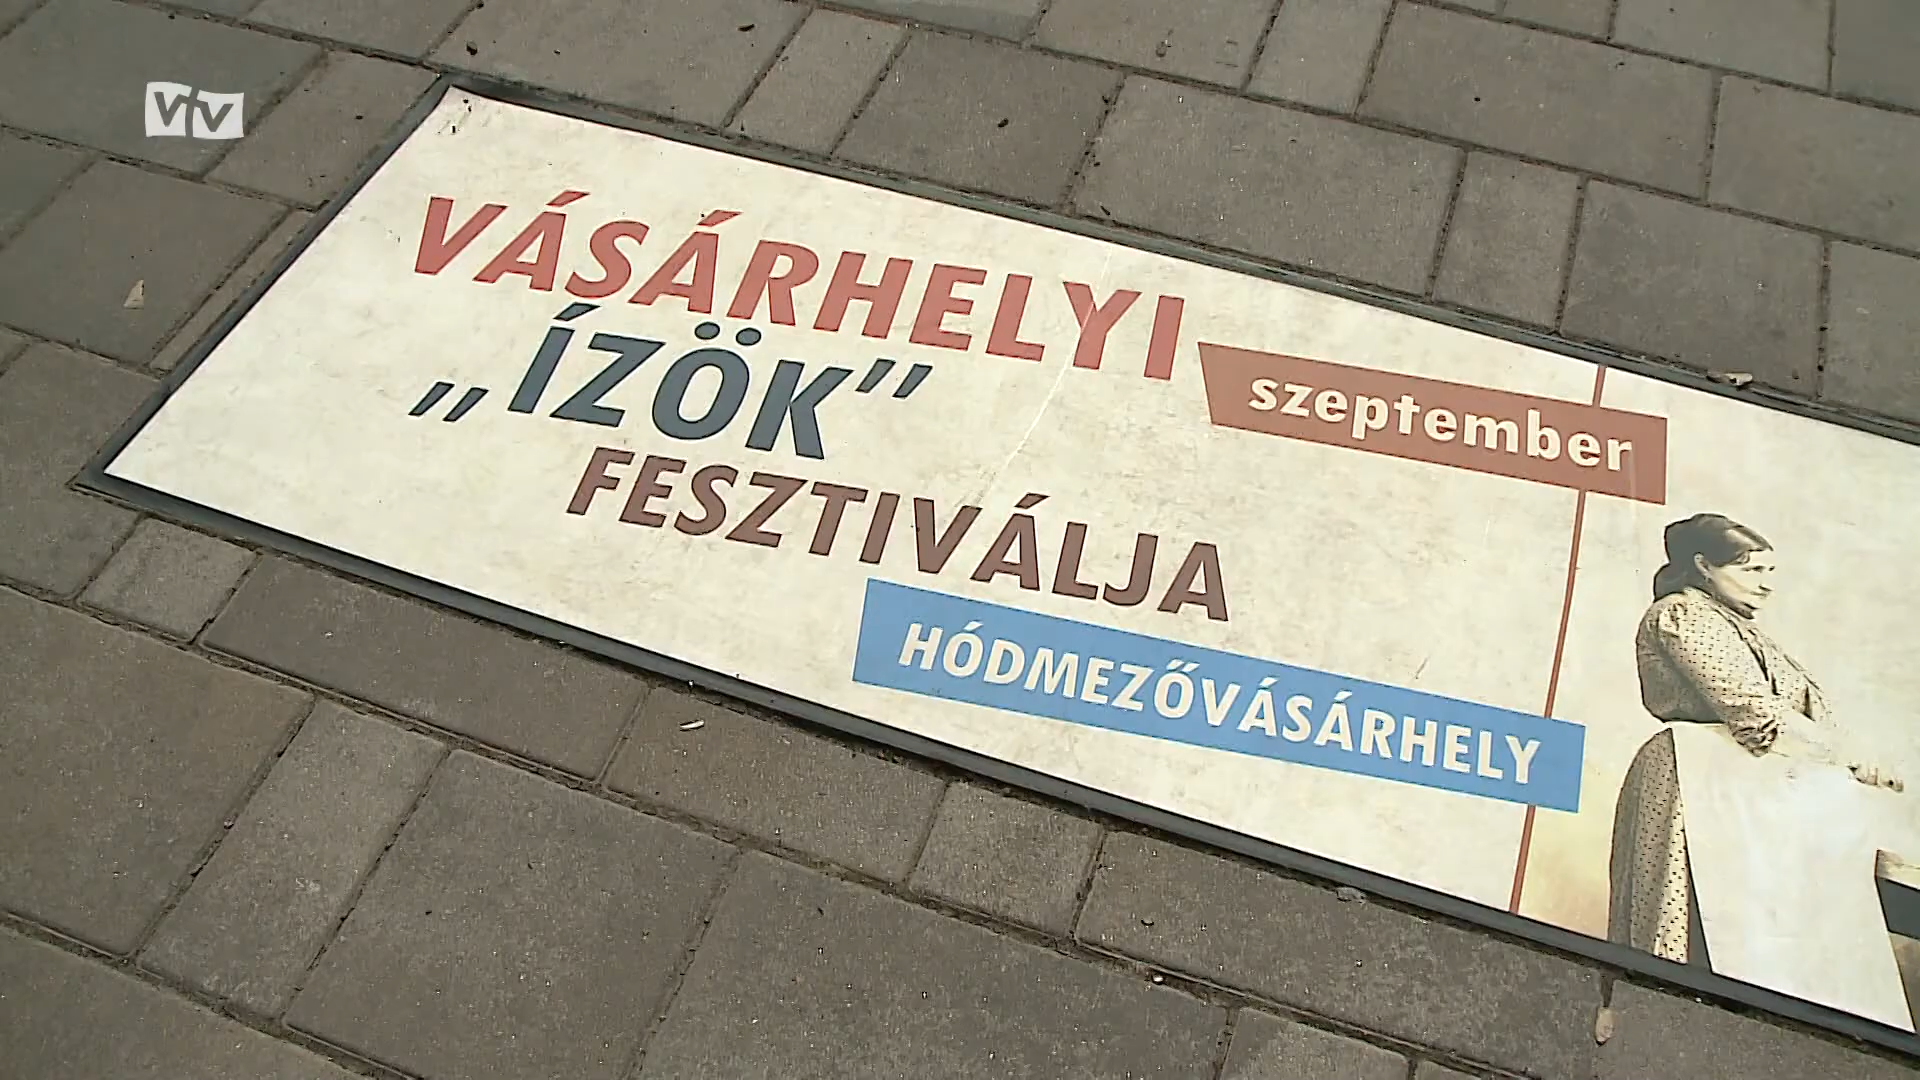 VTV
VÁSÁRHELYI
„ÍZÖK”
FESZTIVÁLJA
szeptember
HÓDMEZŐVÁSÁRHELY